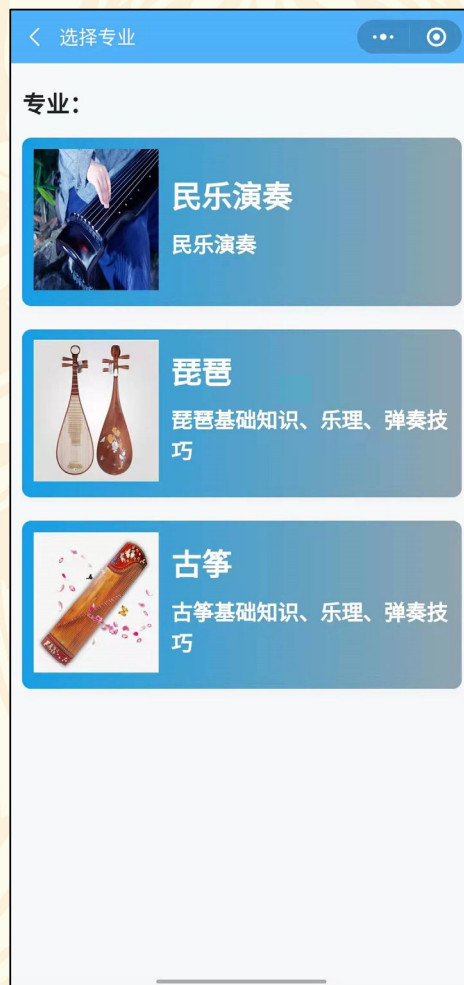 选择专业
专业：
民乐演奏
民乐演奏
琵琶
琵琶基础知识、乐理、弹奏技
巧
古筝
古筝基础知识、乐理、弹奏技
巧